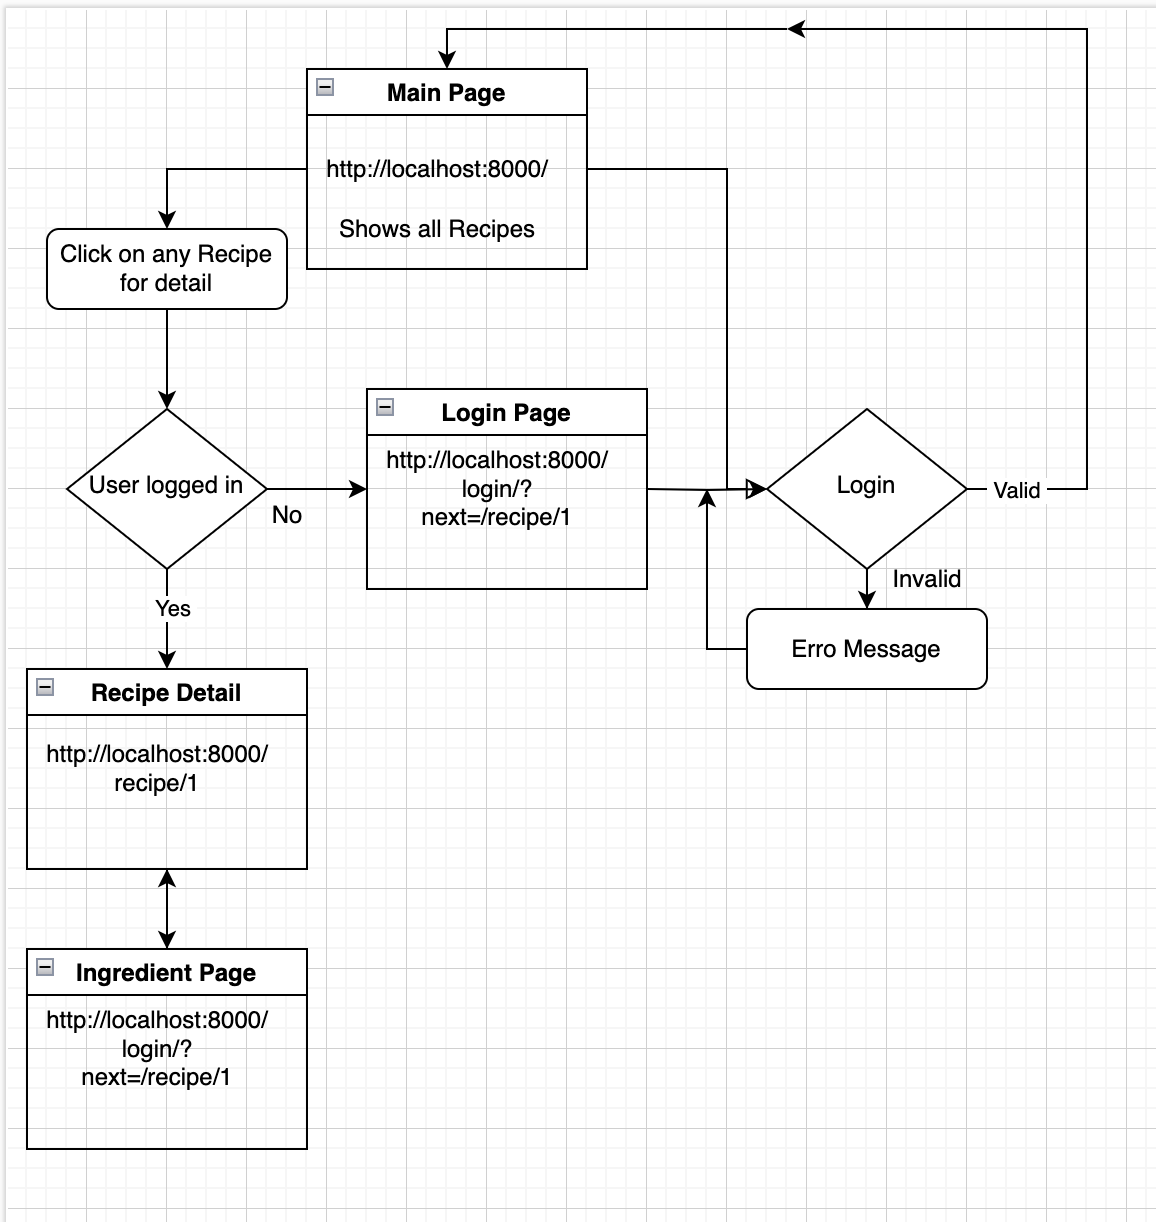 Main Page
http://localhost:8000/
Shows all Recipes
Click on any Recipe
for detail
User logged in
No
Yes
Login Page
http://localhost:8000/
login/?
next=/recipe/1
Login
Valid
Invalid
Erro Message
Recipe Detail
http://localhost:8000/
recipe/1
Ingredient Page
http://localhost:8000/
login/?
next=/recipe/1